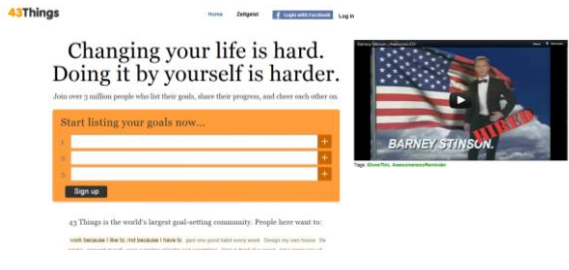 43Things
Home Zeitgeist Login with Facebook Log in
Changing your life is hard.
Doing it by yourself is harder.
Join over 3 million people who list their goals, share their progress, and cheer each other on.
Start listing your goals now...
1.
2.
3.
Sign up
Barney Stinson
HIRED
BARNEY STINSON.
Tags: iDoneThis, AwesomenessReminder
43 Things is the world's largest goal-setting community. People here want to:
work because I like to, not because I have to gain one good habit every week Design my own house